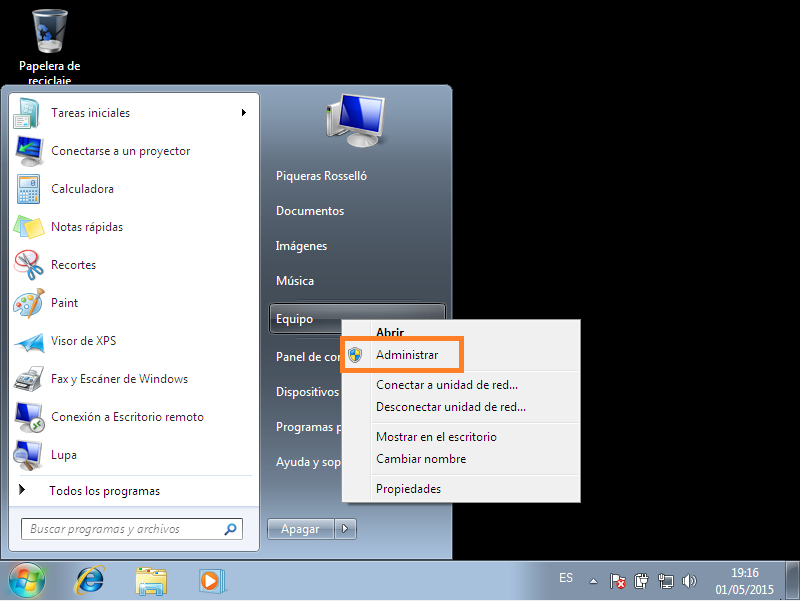 Papelera de
reciclaje
Tareas iniciales
Conectarse a un proyector
Calculadora
Notas rápidas
Recortes
Paint
Visor de XPS
Fax y Escáner de Windows
Conexión a Escritorio remoto
Lupa
Todos los programas
Buscar programas y archivos
Piqueras Rosselló
Documentos
Imágenes
Música
Equipo
Panel de con
Dispositivos
Programas p
Ayuda y sop
Apagar
Abrir
Administrar
Conectar a unidad de red...
Desconectar unidad de red...
Mostrar en el escritorio
Cambiar nombre
Propiedades
ES
19:16
01/05/2015